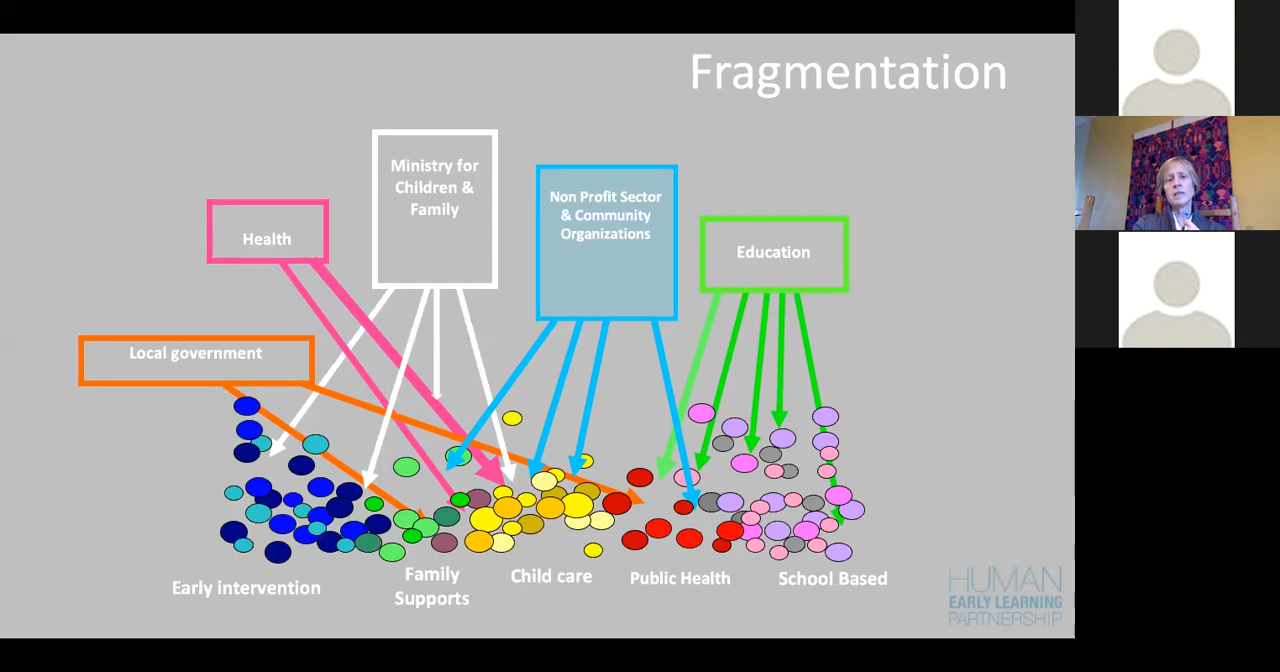 Fragmentation
Ministry for
Children &
Family
Non Profit Sector
& Community
Organizations
Health
Education
Local government
Early intervention
Family
Supports
Child care
Public Health
School Based
HUMAN
EARLY LEARNING
PARTNERSHIP